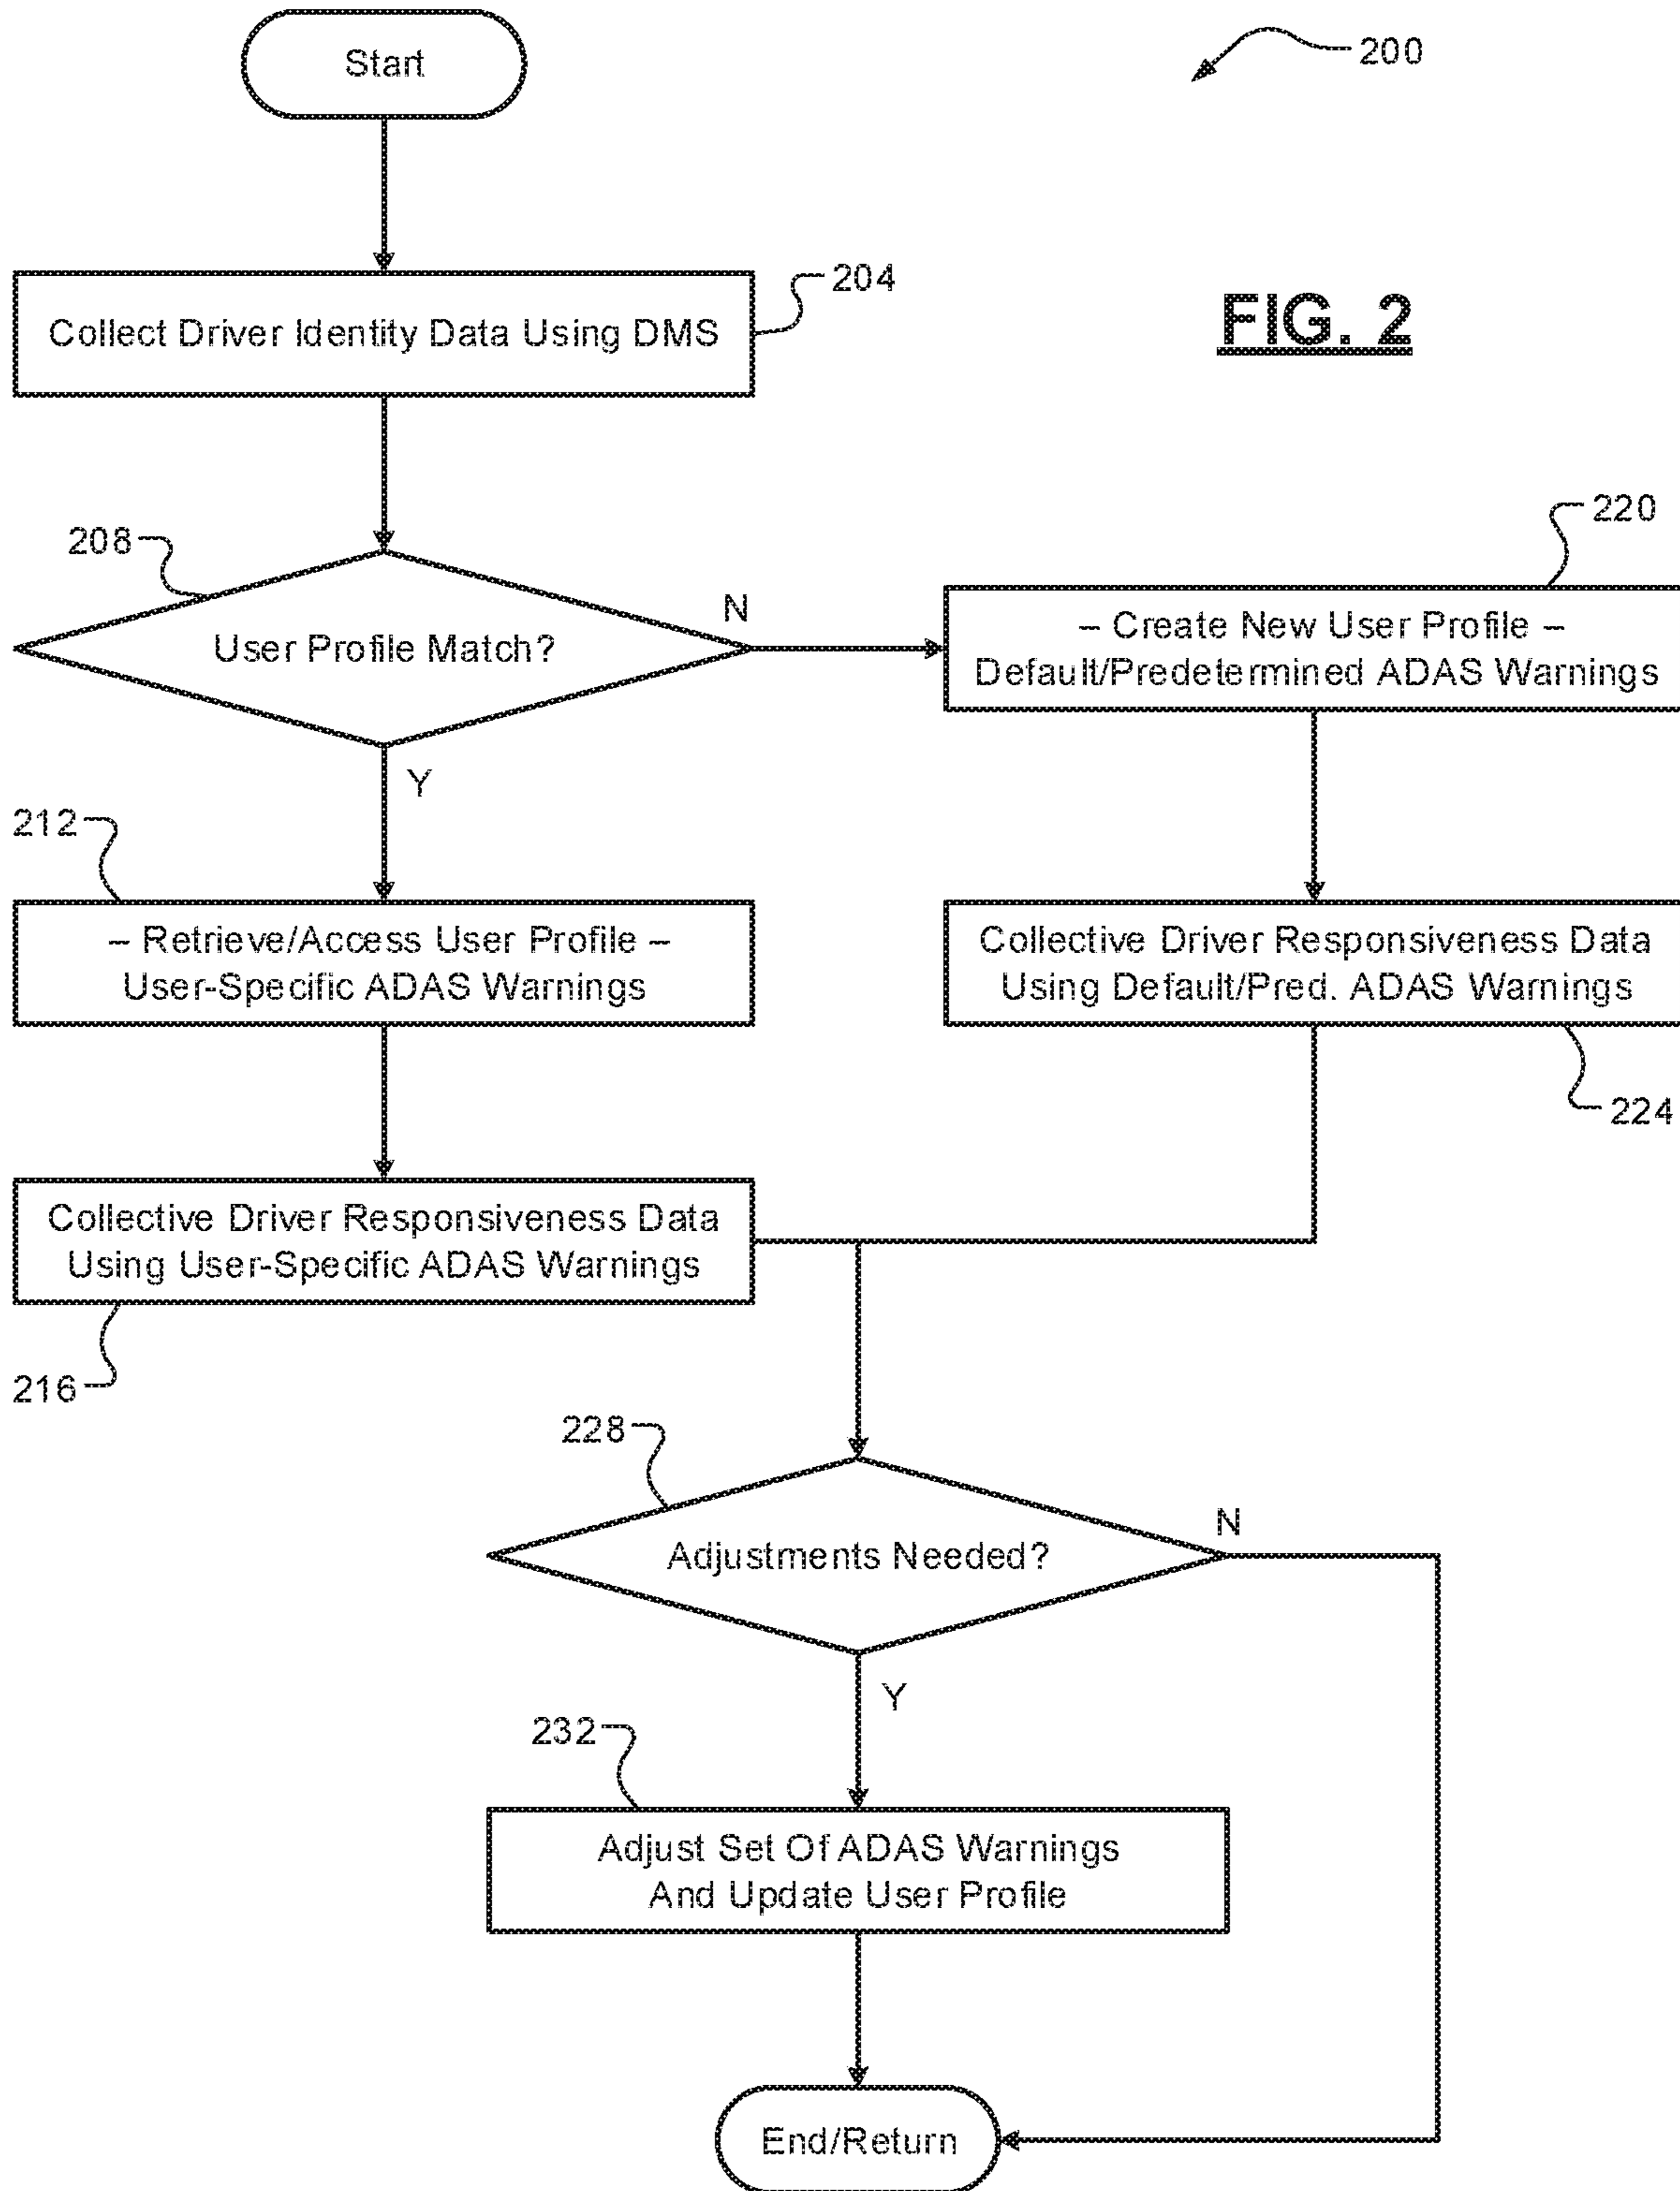 Start
200
204
Collect Driver Identity Data Using DMS
FIG. 2
208
User Profile Match?
N
220
– Create New User Profile –
Default/Predetermined ADAS Warnings
Y
212
– Retrieve/Access User Profile –
User-Specific ADAS Warnings
Collective Driver Responsiveness Data
Using Default/Pred. ADAS Warnings
224
Collective Driver Responsiveness Data
Using User-Specific ADAS Warnings
216
228
Adjustments Needed?
N
Y
232
Adjust Set Of ADAS Warnings
And Update User Profile
End/Return